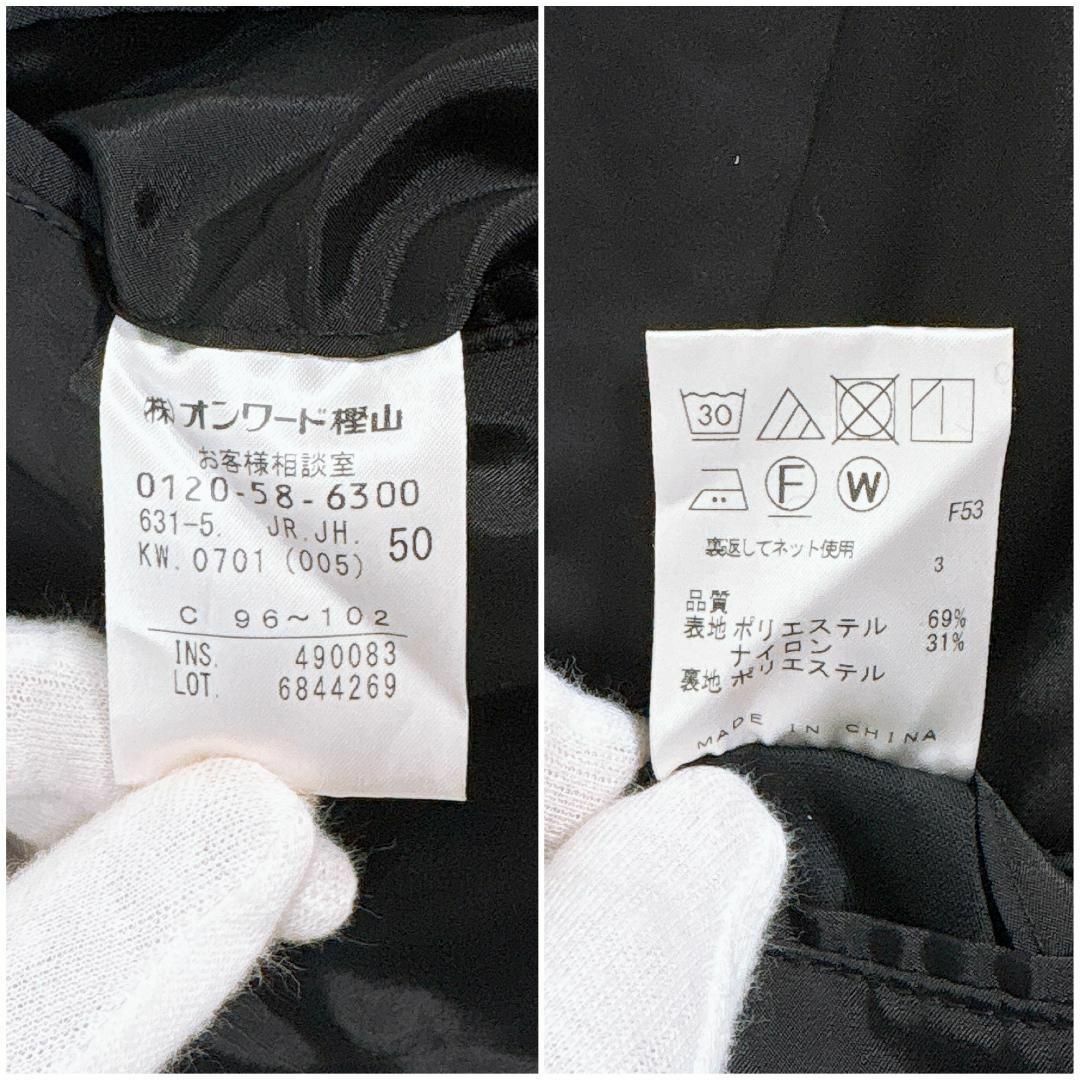 (株)オンワード樫山
お客様相談室
0120-58-6300
631-5. JR.JH. 50
KW. 0701 (005)
C 96〜102
INS. 490083
LOT. 6844269
30
F W
F53
裏返してネット使用
3
品質
表地 ポリエステル 69%
ナイロン 31%
裏地 ポリエステル
MADE IN CHINA